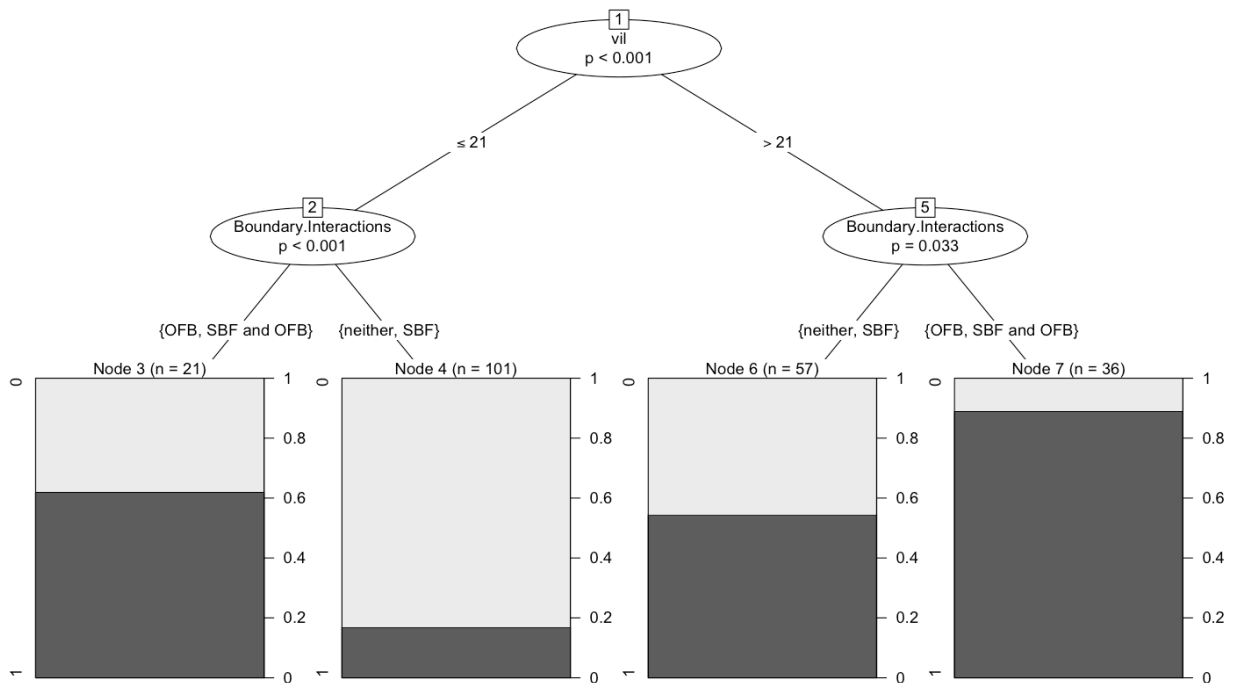 1
vil
p < 0.001
≤ 21
> 21
2
Boundary.Interactions
p < 0.001
5
Boundary.Interactions
p = 0.033
{OFB, SBF and OFB}
{neither, SBF}
{neither, SBF}
{OFB, SBF and OFB}
Node 3 (n = 21)
0
1
1
0.8
0.6
0.4
0.2
0
Node 4 (n = 101)
0
1
1
0.8
0.6
0.4
0.2
0
Node 6 (n = 57)
0
1
1
0.8
0.6
0.4
0.2
0
Node 7 (n = 36)
0
1
1
0.8
0.6
0.4
0.2
0